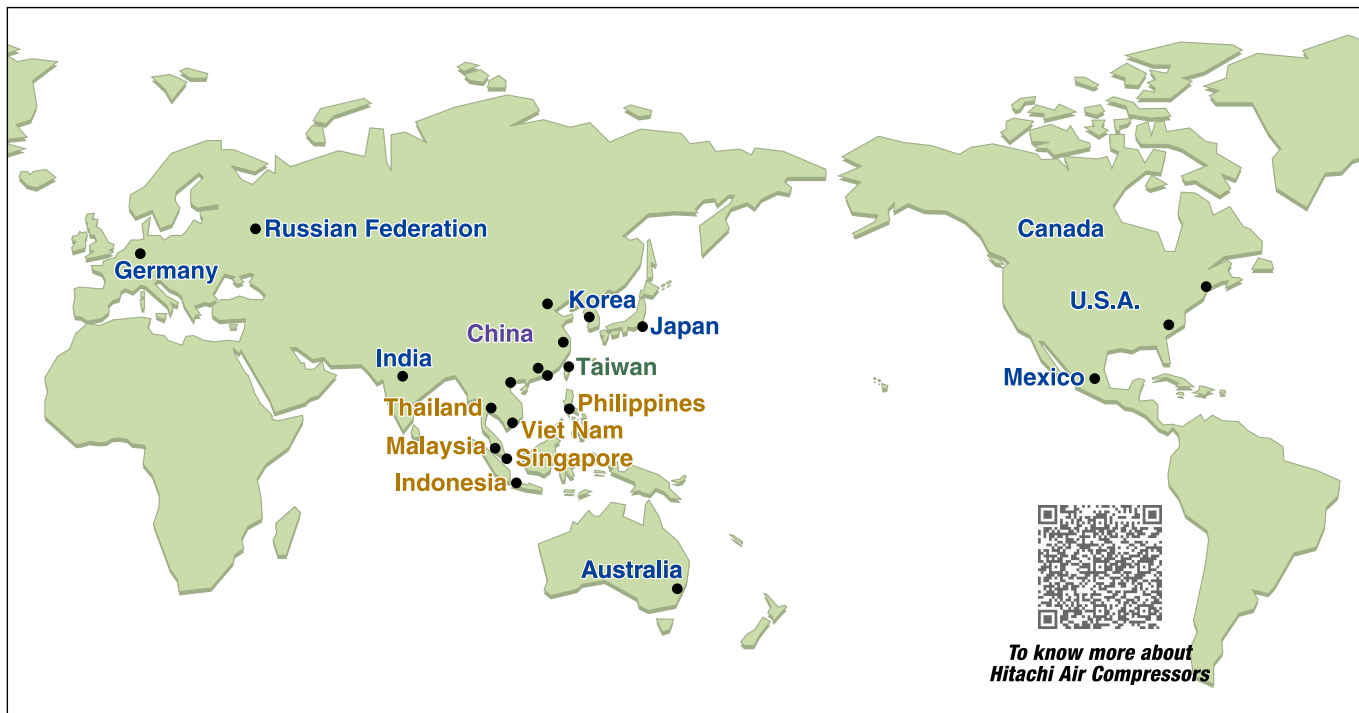 Russian Federation
Canada
Germany
Korea
U.S.A.
China
Japan
India
Taiwan
Mexico
Thailand
Philippines
Viet Nam
Malaysia
Singapore
Indonesia
Australia
To know more about
Hitachi Air Compressors